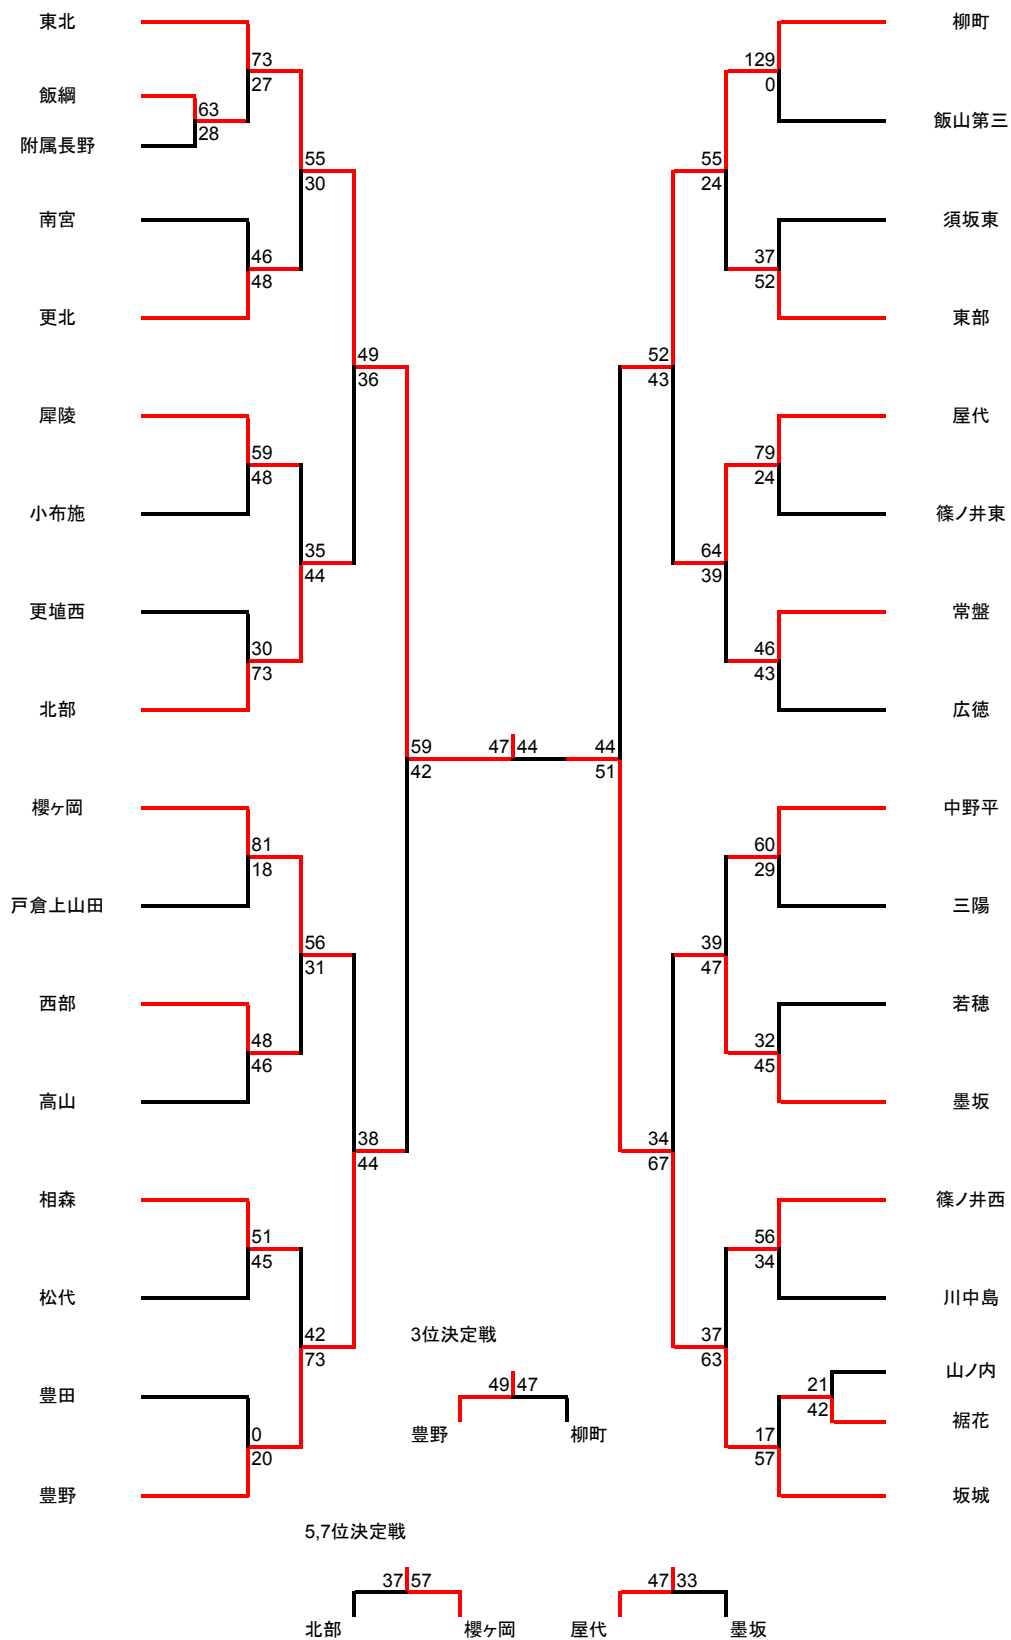 東北
73
27
飯綱
63
28
附属長野
55
30
南宮
46
48
更北
49
36
犀陵
59
48
小布施
35
44
更埴西
30
73
北部
59
42
47 44
櫻ヶ岡
81
18
戸倉上山田
56
31
西部
48
46
高山
38
44
相森
51
45
松代
42
73
豊田
0
20
豊野
柳町
129
0
飯山第三
55
24
須坂東
37
52
東部
52
43
屋代
79
24
篠ノ井東
64
39
常盤
46
43
広徳
44
51
中野平
60
29
三陽
39
47
若穂
32
45
墨坂
34
67
篠ノ井西
56
34
川中島
37
63
山ノ内
21
42
裾花
17
57
坂城
3位決定戦
49 47
豊野 柳町
5,7位決定戦
37 57
北部 櫻ヶ岡
47 33
屋代 墨坂